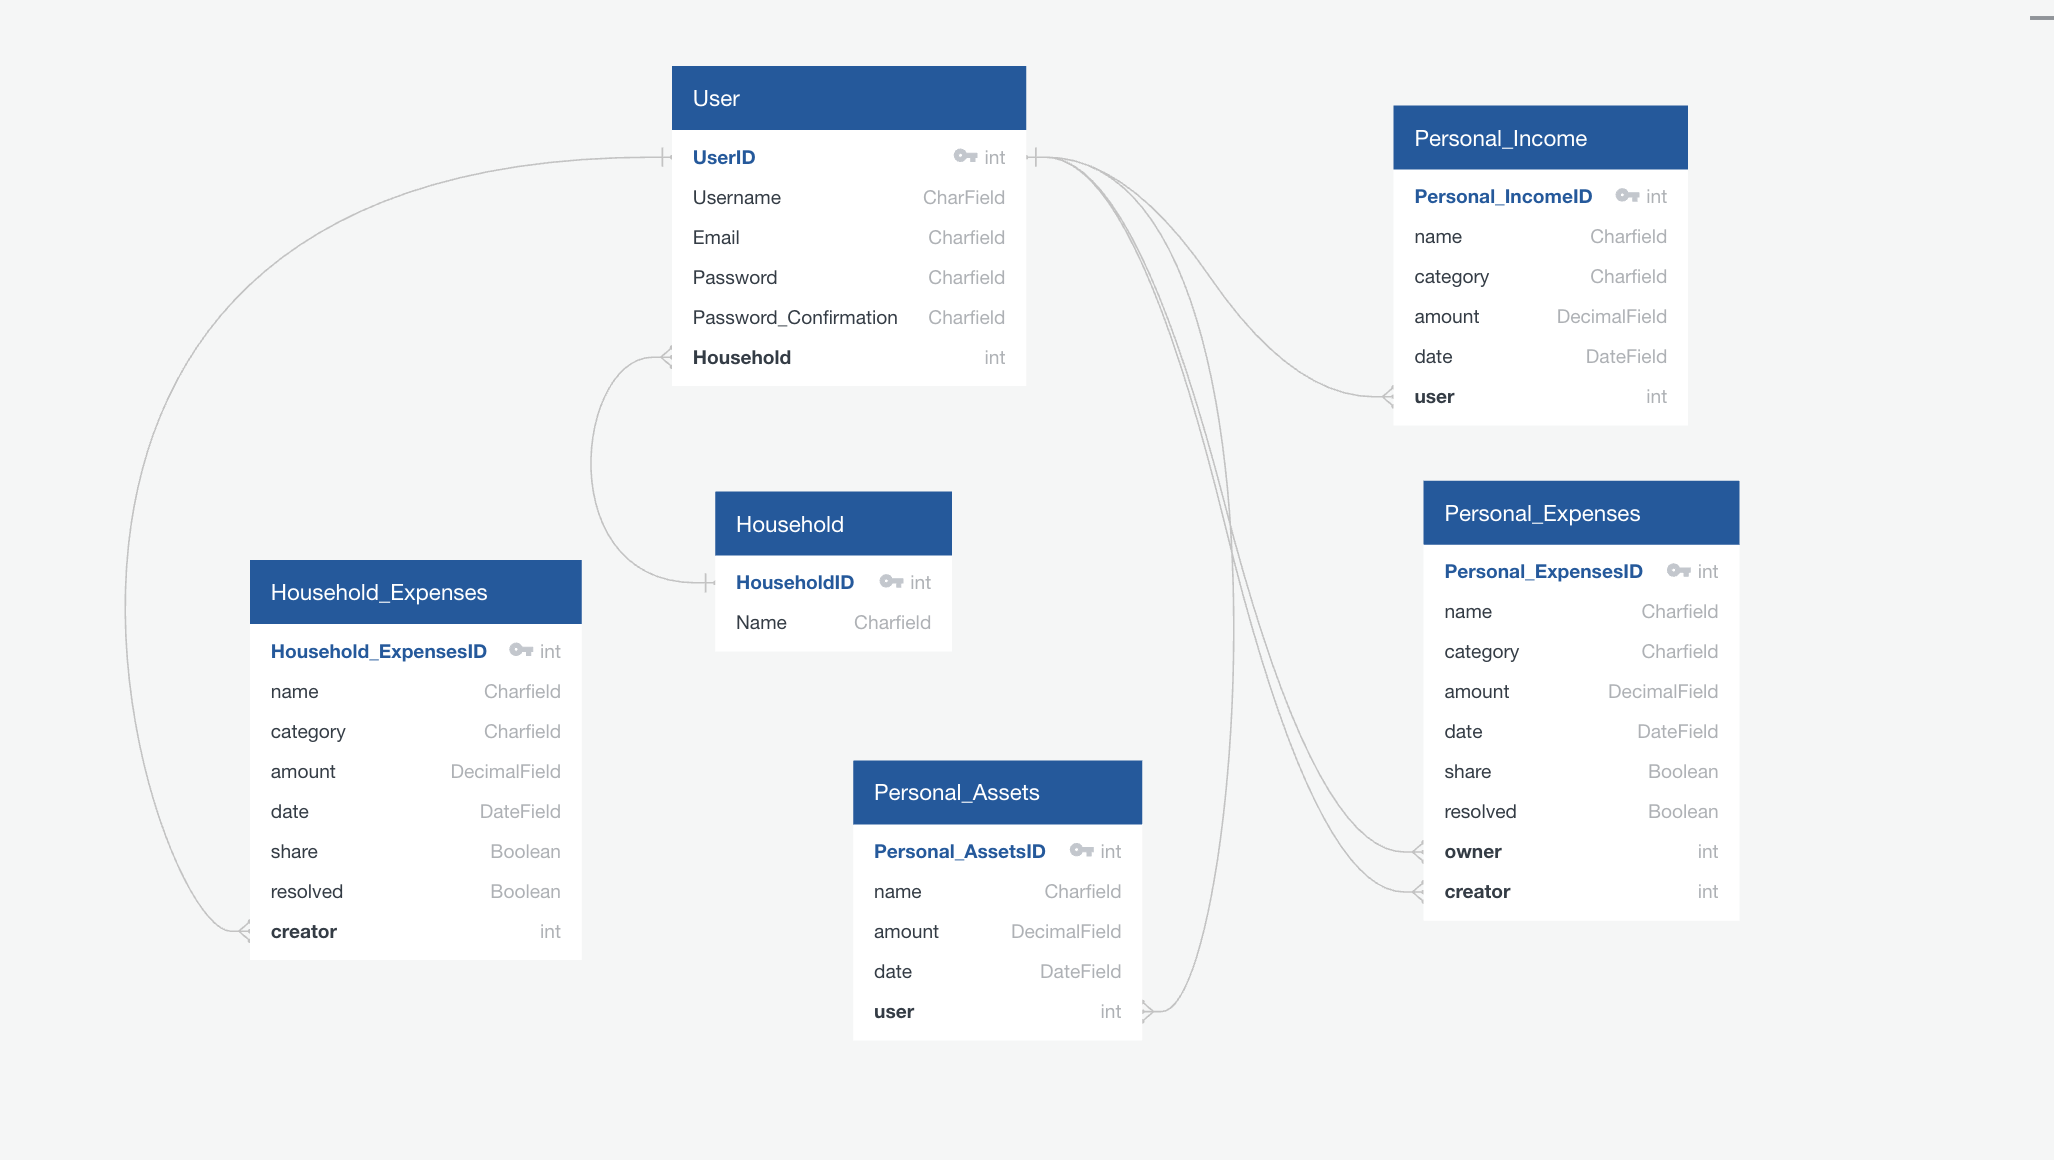 User
UserID int
Username CharField
Email Charfield
Password Charfield
Password_Confirmation Charfield
Household int
Personal_Income
Personal_IncomeID int
name Charfield
category Charfield
amount DecimalField
date DateField
user int
Household
HouseholdID int
Name Charfield
Personal_Expenses
Personal_ExpensesID int
name Charfield
category Charfield
amount DecimalField
date DateField
share Boolean
resolved Boolean
owner int
creator int
Household_Expenses
Household_ExpensesID int
name Charfield
category Charfield
amount DecimalField
date DateField
share Boolean
resolved Boolean
creator int
Personal_Assets
Personal_AssetsID int
name Charfield
amount DecimalField
date DateField
user int